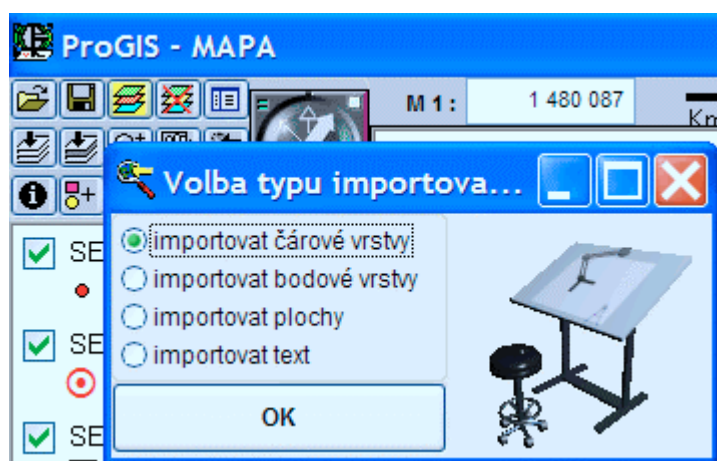 ProGIS - MAPA
M 1 : 1 480 087
Km
Volba typu importova...
SE
importovat čárové vrstvy
importovat bodové vrstvy
importovat plochy
SE
importovat text
OK
SE